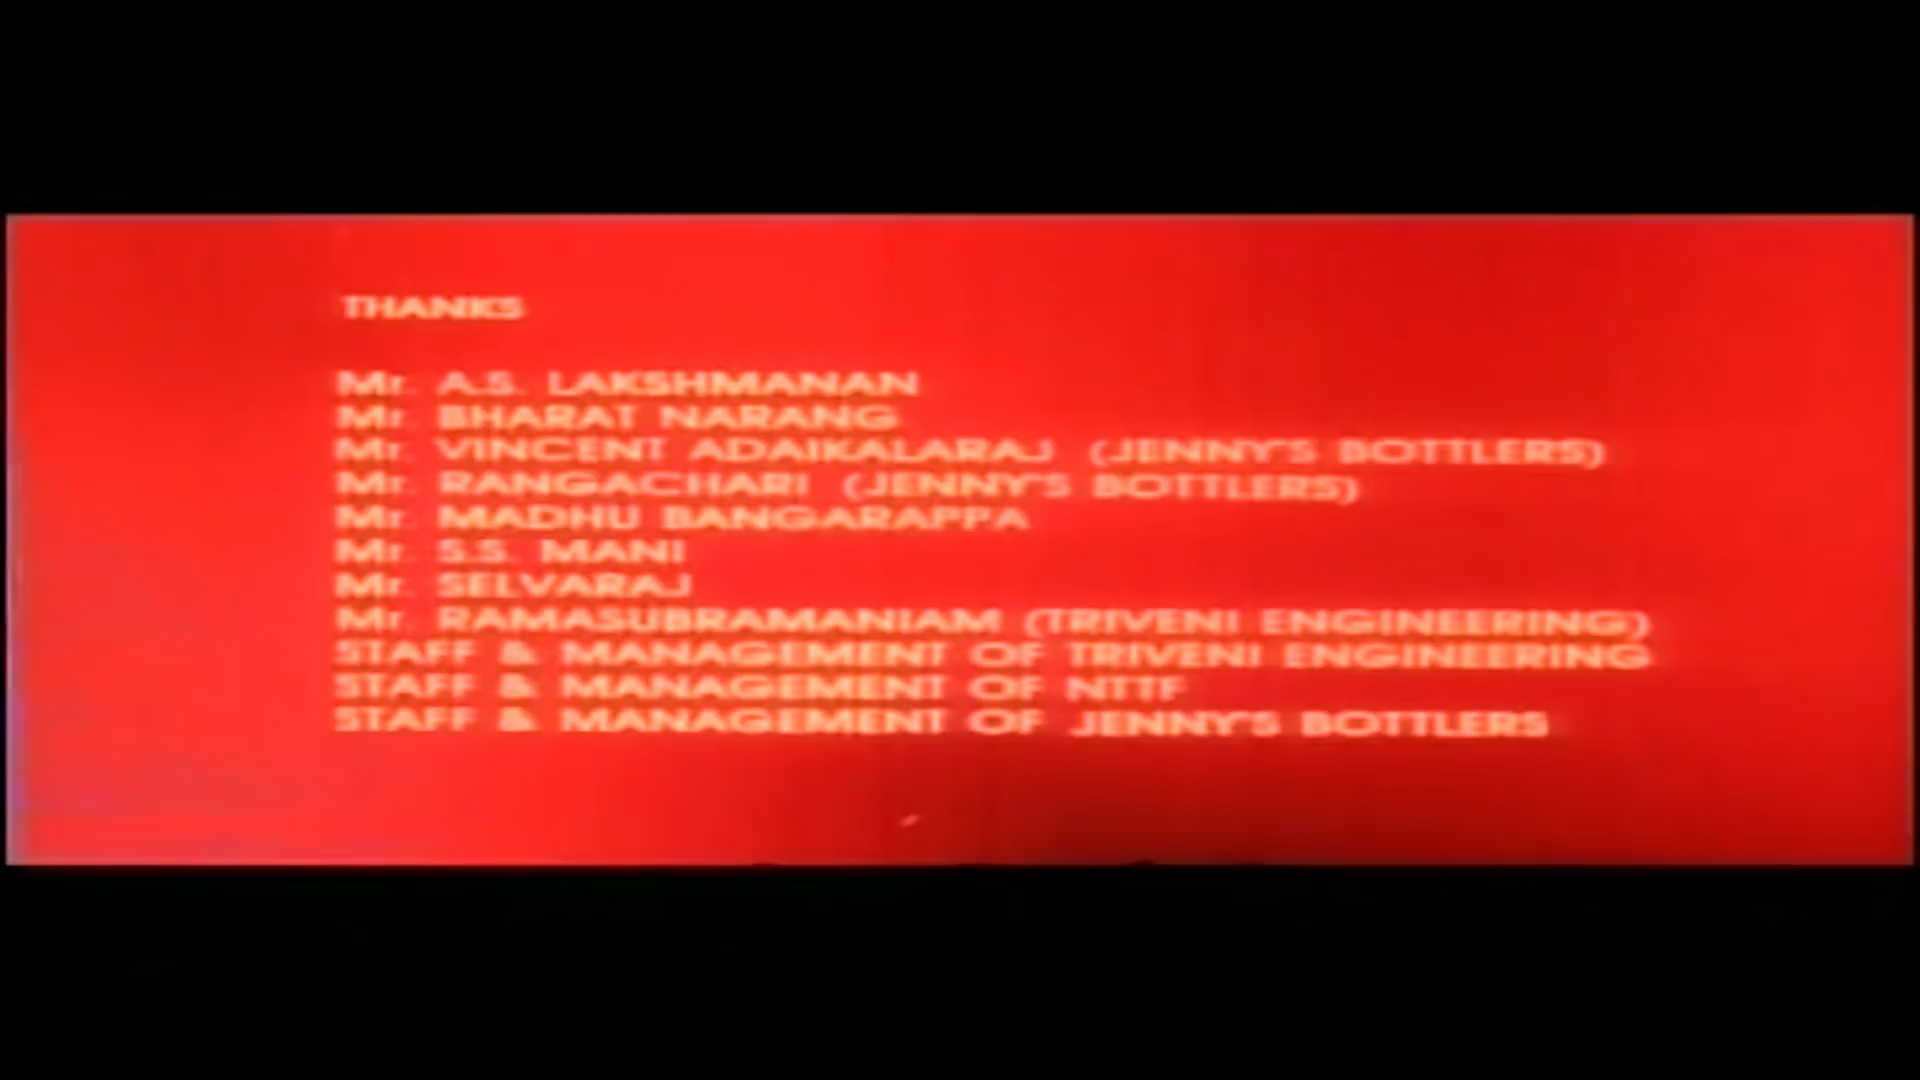 THANKS
Mr. A.S. LAKSHMANAN
Mr. BHARAT NARANG
Mr. VINCENT ADAIKALARAJ (JENNY'S BOTTLERS)
Mr. RANGACHARI (JENNY'S BOTTLERS)
Mr. MADHU BANGARAPPA
Mr. S.S. MANI
Mr. SELVARAJ
Mr. RAMASUBRAMANIAM (TRIVENI ENGINEERING)
STAFF & MANAGEMENT OF TRIVENI ENGINEERING
STAFF & MANAGEMENT OF NTTF
STAFF & MANAGEMENT OF JENNY'S BOTTLERS